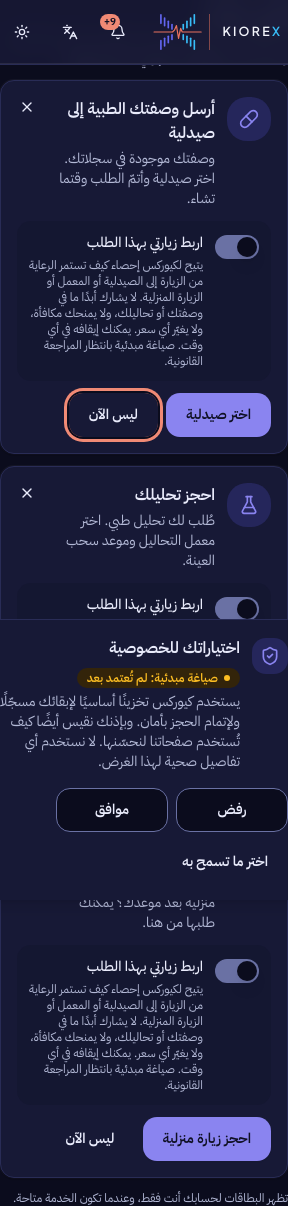 +9
KIOREX
أرسل وصفتك الطبية إلى
صيدلية
وصفتك موجودة في سجلاتك.
اختر صيدلية وأتمّ الطلب وقتما
تشاء.
اربط زيارتي بهذا الطلب
يتيح لكيوركس إحصاء كيف تستمر الرعاية
من الزيارة إلى الصيدلية أو المعمل أو
الزيارة المنزلية. لا يشارك أبدًا ما في
وصفتك أو تحاليلك، ولا يمنحك مكافأة،
ولا يغيّر أي سعر. يمكنك إيقافه في أي
وقت. صياغة مبدئية بانتظار المراجعة
القانونية.
اختر صيدلية
ليس الآن
احجز تحليلك
طُلب لك تحليل طبي. اختر
معمل التحاليل وموعد سحب
العينة.
اربط زيارتي بهذا الطلب
اختياراتك للخصوصية
صياغة مبدئية: لم تُعتمد بعد
يستخدم كيوركس تخزينًا أساسيًا لإبقائك مسجّلًا
ولإتمام الحجز بأمان. وبإذنك نقيس أيضًا كيف
تُستخدم صفحاتنا لنحسّنها. لا نستخدم أي
تفاصيل صحية لهذا الغرض.
رفض
موافق
اختر ما تسمح به
منزلية بعد موعدك؟ يمكنك
طلبها من هنا.
اربط زيارتي بهذا الطلب
يتيح لكيوركس إحصاء كيف تستمر الرعاية
من الزيارة إلى الصيدلية أو المعمل أو
الزيارة المنزلية. لا يشارك أبدًا ما في
وصفتك أو تحاليلك، ولا يمنحك مكافأة،
ولا يغيّر أي سعر. يمكنك إيقافه في أي
وقت. صياغة مبدئية بانتظار المراجعة
القانونية.
احجز زيارة منزلية
ليس الآن
تظهر البطاقات لحسابك أنت فقط، وعندما تكون الخدمة متاحة.